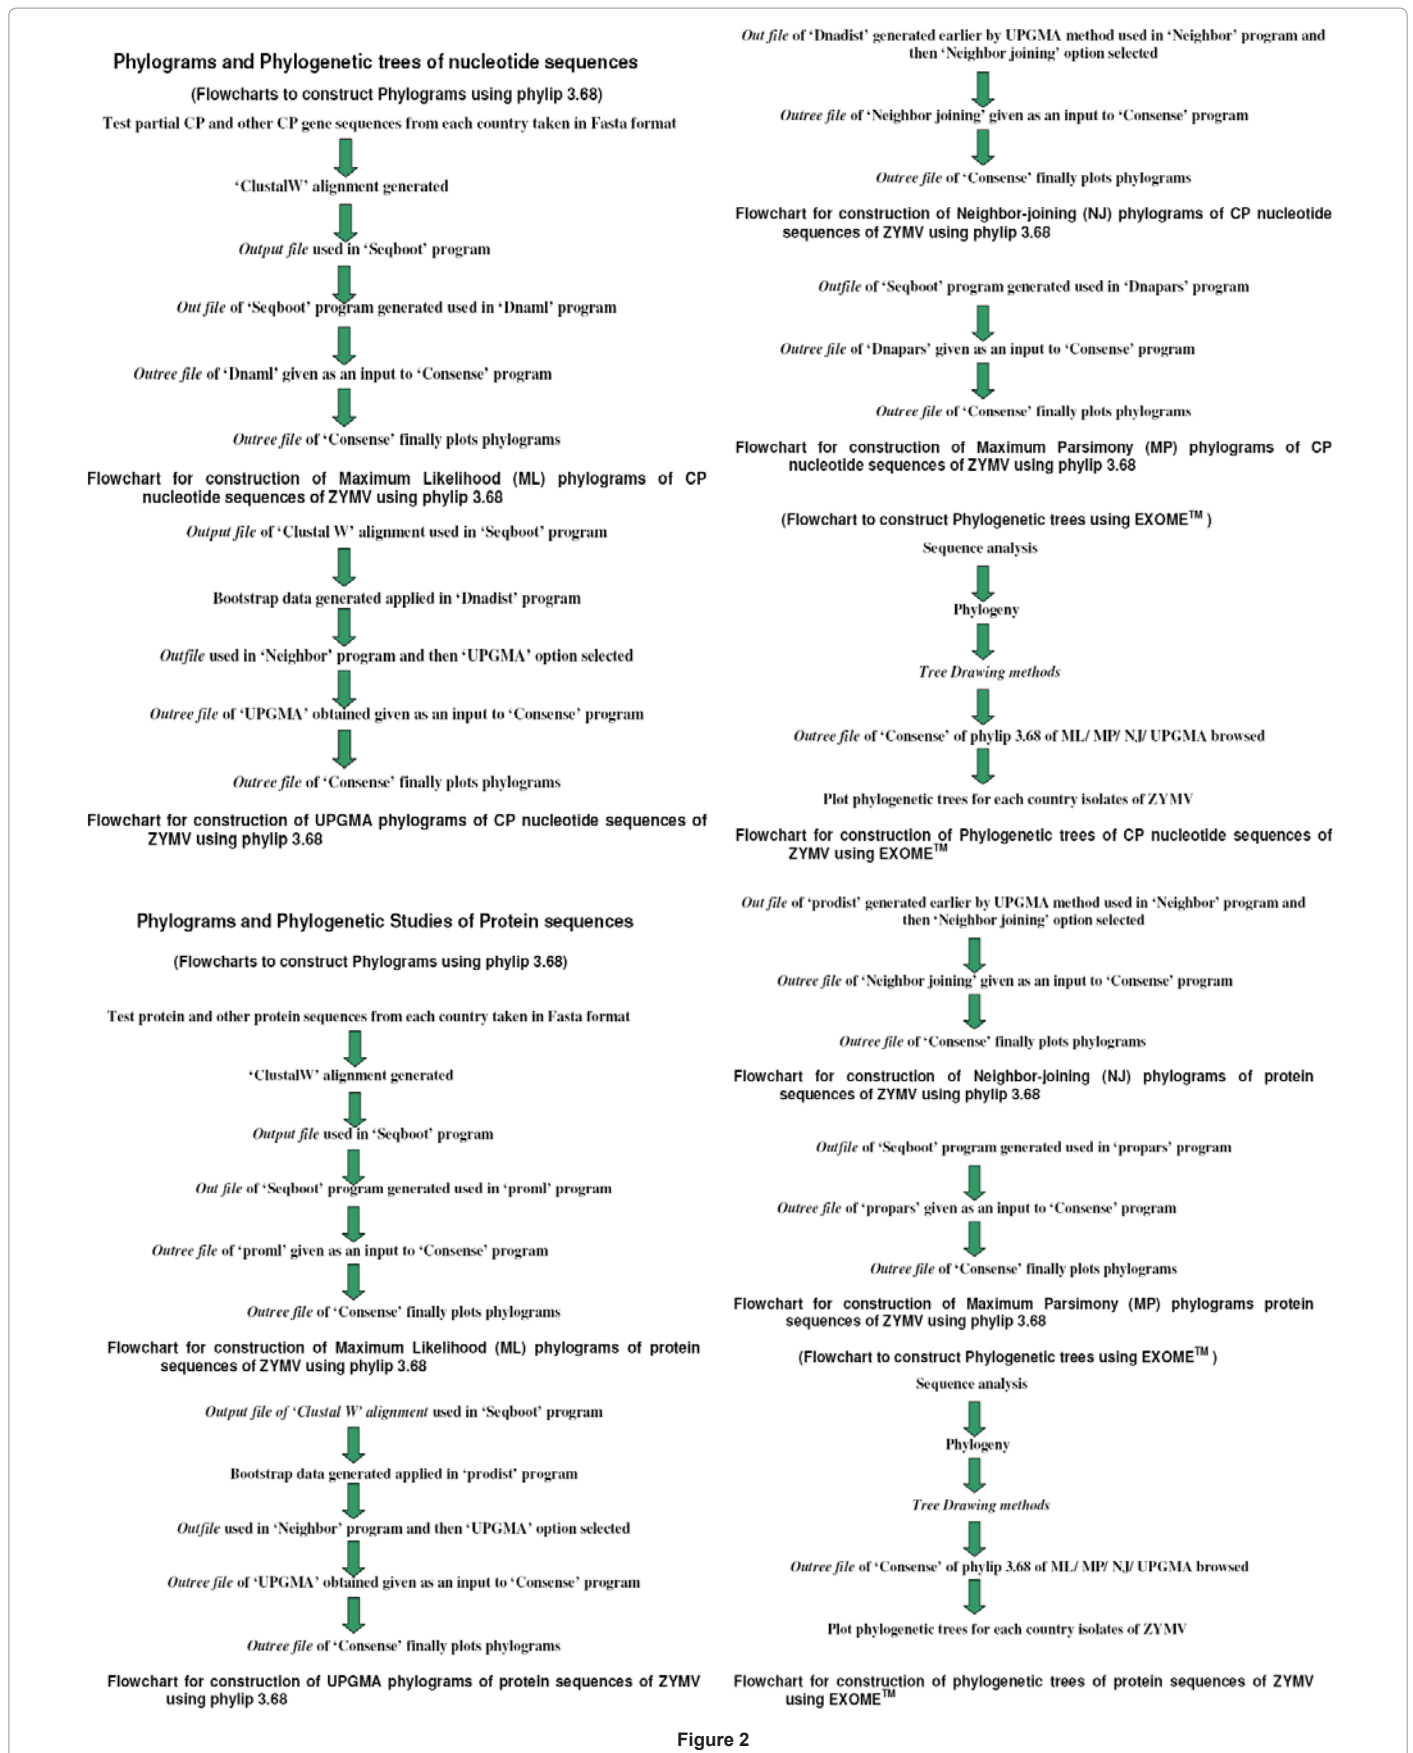 Phylograms and Phylogenetic trees of nucleotide sequences
(Flowcharts to construct Phylograms using phylip 3.68)
Test partial CP and other CP gene sequences from each country taken in Fasta format
‘ClustalW’ alignment generated
Output file used in ‘Seqboot’ program
Out file of ‘Seqboot’ program generated used in ‘Dnaml’ program
Outree file of ‘Dnaml’ given as an input to ‘Consense’ program
Outree file of ‘Consense’ finally plots phylograms
Flowchart for construction of Maximum Likelihood (ML) phylograms of CP
nucleotide sequences of ZYMV using phylip 3.68
Output file of ‘Clustal W’ alignment used in ‘Seqboot’ program
Bootstrap data generated applied in ‘Dnadist’ program
Outfile used in ‘Neighbor’ program and then ‘UPGMA’ option selected
Outree file of ‘UPGMA’ obtained given as an input to ‘Consense’ program
Outree file of ‘Consense’ finally plots phylograms
Flowchart for construction of UPGMA phylograms of CP nucleotide sequences of
ZYMV using phylip 3.68
Out file of ‘Dnadist’ generated earlier by UPGMA method used in ‘Neighbor’ program and
then ‘Neighbor joining’ option selected
Outree file of ‘Neighbor joining’ given as an input to ‘Consense’ program
Outree file of ‘Consense’ finally plots phylograms
Flowchart for construction of Neighbor-joining (NJ) phylograms of CP nucleotide
sequences of ZYMV using phylip 3.68
Outfile of ‘Seqboot’ program generated used in ‘Dnapars’ program
Outree file of ‘Dnapars’ given as an input to ‘Consense’ program
Outree file of ‘Consense’ finally plots phylograms
Flowchart for construction of Maximum Parsimony (MP) phylograms of CP
nucleotide sequences of ZYMV using phylip 3.68
(Flowchart to construct Phylogenetic trees using EXOME™ )
Sequence analysis
Phylogeny
Tree Drawing methods
Outree file of ‘Consense’ of phylip 3.68 of ML/ MP/ NJ/ UPGMA browsed
Plot phylogenetic trees for each country isolates of ZYMV
Flowchart for construction of Phylogenetic trees of CP nucleotide sequences of
ZYMV using EXOME™
Phylograms and Phylogenetic Studies of Protein sequences
(Flowcharts to construct Phylograms using phylip 3.68)
Test protein and other protein sequences from each country taken in Fasta format
‘ClustalW’ alignment generated
Output file used in ‘Seqboot’ program
Out file of ‘Seqboot’ program generated used in ‘proml’ program
Outree file of ‘proml’ given as an input to ‘Consense’ program
Outree file of ‘Consense’ finally plots phylograms
Flowchart for construction of Maximum Likelihood (ML) phylograms of protein
sequences of ZYMV using phylip 3.68
Output file of ‘Clustal W’ alignment used in ‘Seqboot’ program
Bootstrap data generated applied in ‘prodist’ program
Outfile used in ‘Neighbor’ program and then ‘UPGMA’ option selected
Outree file of ‘UPGMA’ obtained given as an input to ‘Consense’ program
Outree file of ‘Consense’ finally plots phylograms
Flowchart for construction of UPGMA phylograms of protein sequences of ZYMV
using phylip 3.68
Out file of ‘prodist’ generated earlier by UPGMA method used in ‘Neighbor’ program and
then ‘Neighbor joining’ option selected
Outree file of ‘Neighbor joining’ given as an input to ‘Consense’ program
Outree file of ‘Consense’ finally plots phylograms
Flowchart for construction of Neighbor-joining (NJ) phylograms of protein
sequences of ZYMV using phylip 3.68
Outfile of ‘Seqboot’ program generated used in ‘propars’ program
Outree file of ‘propars’ given as an input to ‘Consense’ program
Outree file of ‘Consense’ finally plots phylograms
Flowchart for construction of Maximum Parsimony (MP) phylograms protein
sequences of ZYMV using phylip 3.68
(Flowchart to construct Phylogenetic trees using EXOME™ )
Sequence analysis
Phylogeny
Tree Drawing methods
Outree file of ‘Consense’ of phylip 3.68 of ML/ MP/ NJ/ UPGMA browsed
Plot phylogenetic trees for each country isolates of ZYMV
Flowchart for construction of phylogenetic trees of protein sequences of ZYMV
using EXOME™
Figure 2